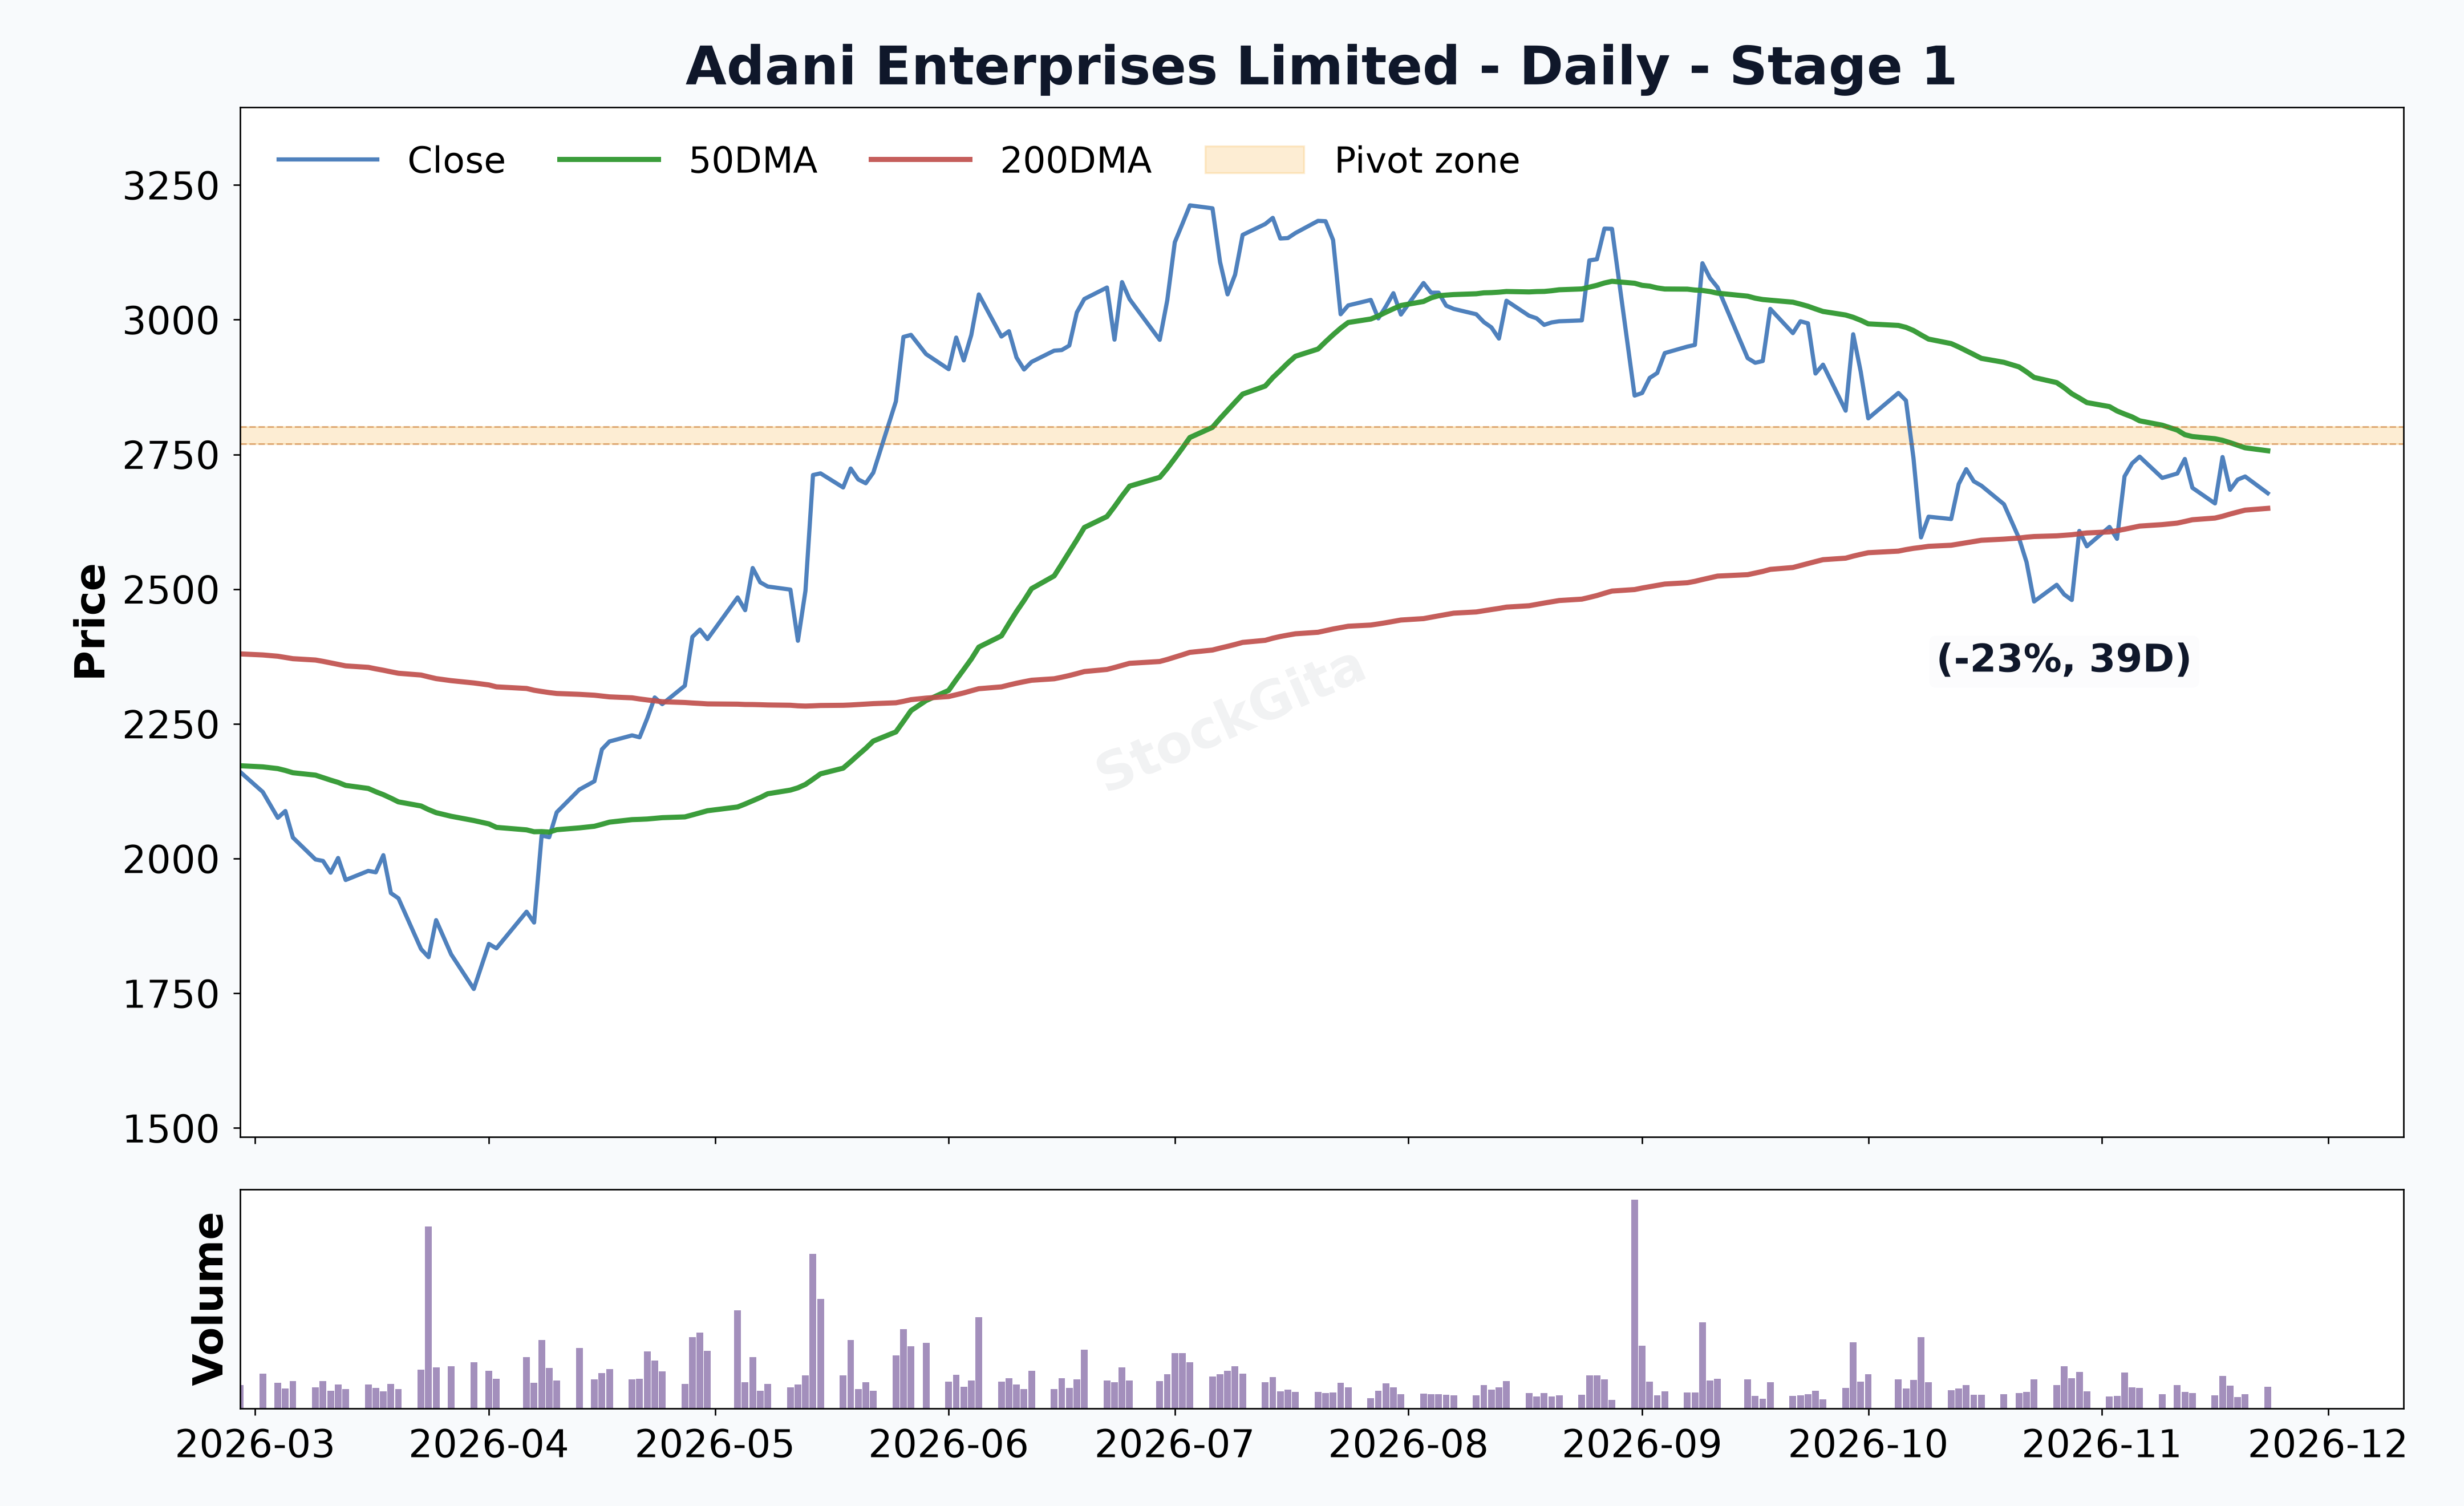 Adani Enterprises Limited - Daily - Stage 1
Close 50DMA 200DMA Pivot zone
Price
3250
3000
2750
2500
2250
2000
1750
1500
(-23%, 39D)
StockGita
Volume
2026-03 2026-04 2026-05 2026-06 2026-07 2026-08 2026-09 2026-10 2026-11 2026-12